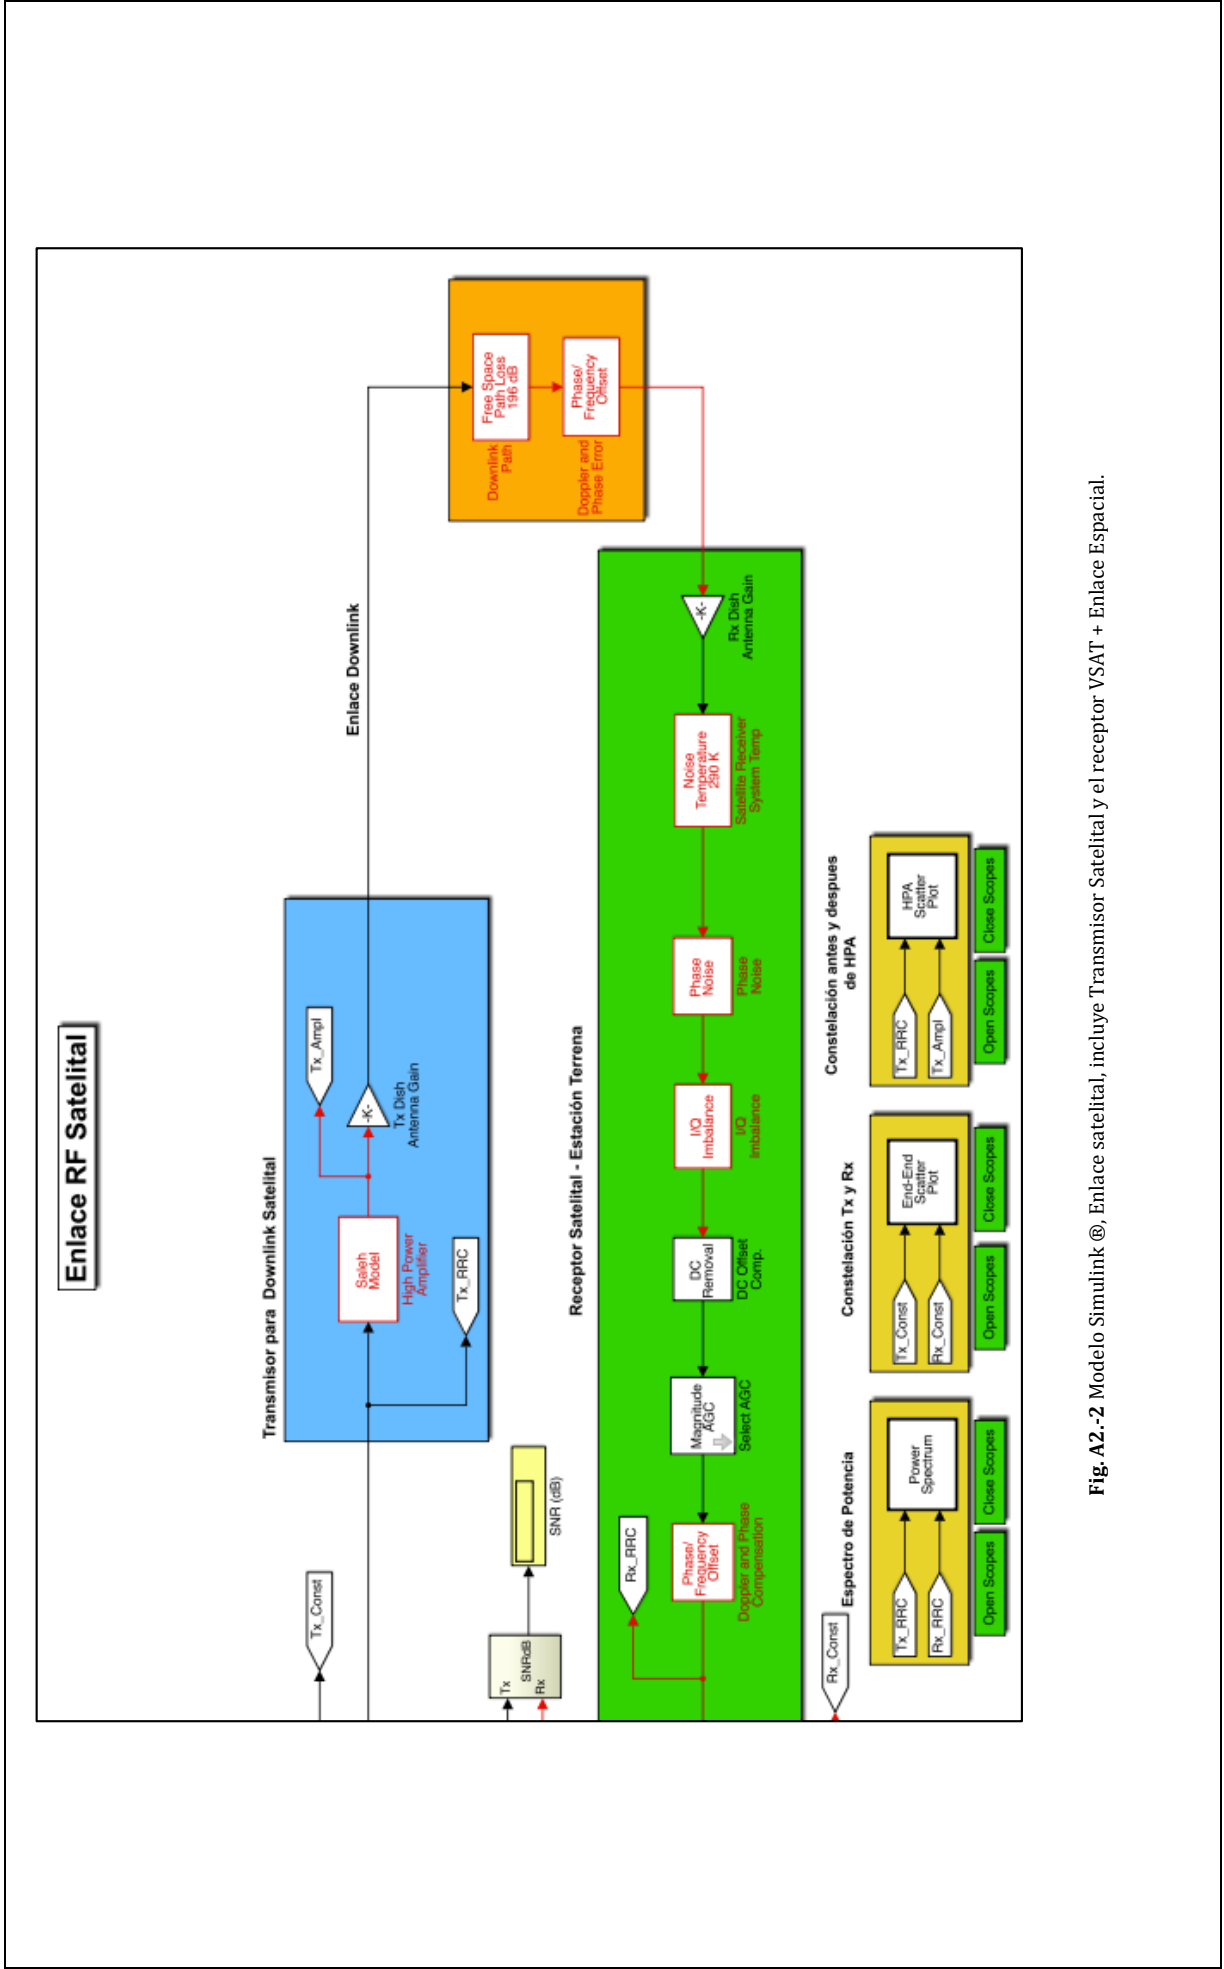 Enlace RF Satelital
Transmisor para  Downlink Satelital
Tx_Const
Saleh
Model
High Power
Amplifier
Tx_RRC
Tx_Ampl
-K-
Tx Dish
Antenna Gain
Enlace Downlink
Free Space
Path Loss
196 dB
Downlink
Path
Phase/
Frequency
Offset
Doppler and
Phase Error
Tx
SNRdB
Rx
SNR (dB)
Receptor Satelital - Estación Terrena
Rx_RRC
Phase/
Frequency
Offset
Doppler and Phase
Compensation
Magnitude
AGC
Select AGC
DC
Removal
DC Offset
Comp.
I/Q
Imbalance
I/Q
Imbalance
Phase
Noise
Phase
Noise
Noise
Temperature
290 K
Satellite Receiver
System Temp
-K-
Rx Dish
Antenna Gain
Rx_Const
Espectro de Potencia
Tx_RRC
Rx_RRC
Power
Spectrum
Open Scopes
Close Scopes
Constelación Tx y Rx
Tx_Const
Rx_Const
End-End
Scatter
Plot
Open Scopes
Close Scopes
Constelación antes y despues
de HPA
Tx_RRC
Tx_Ampl
HPA
Scatter
Plot
Open Scopes
Close Scopes
Fig. A2.-2 Modelo Simulink ®, Enlace satelital, incluye Transmisor Satelital y el receptor VSAT + Enlace Espacial.